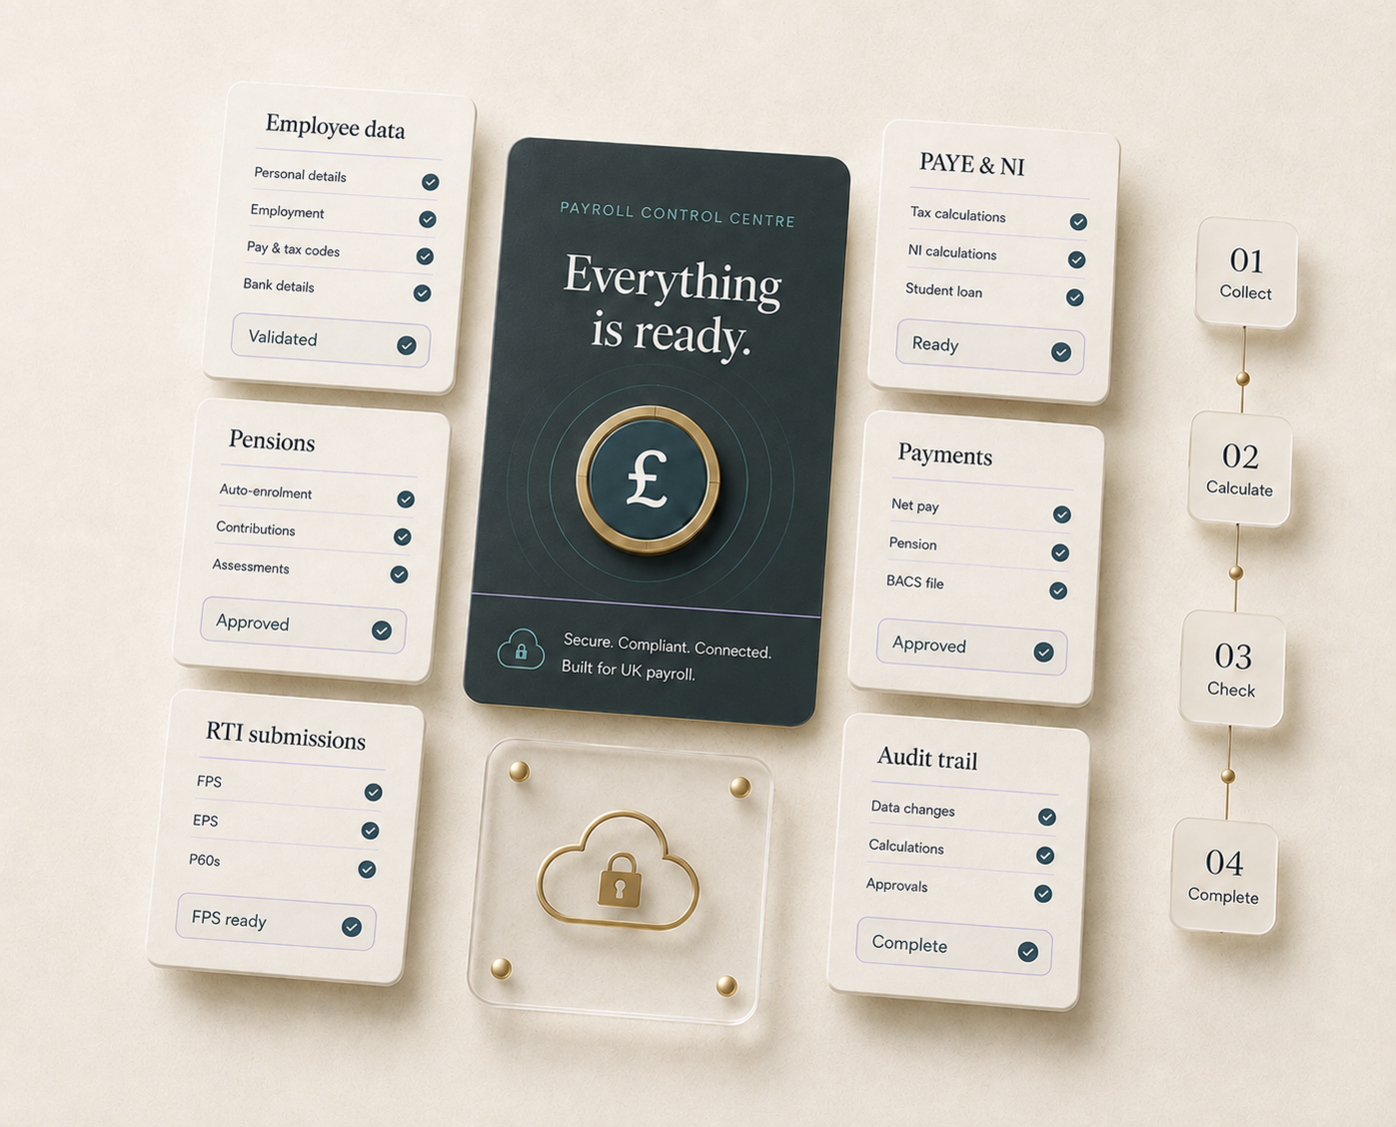 Employee data
Personal details
Employment
Pay & tax codes
Bank details
Validated
Pensions
Auto-enrolment
Contributions
Assessments
Approved
RTI submissions
FPS
EPS
P60s
FPS ready
PAYROLL CONTROL CENTRE
Everything
is ready.
£
Secure. Compliant. Connected.
Built for UK payroll.
PAYE & NI
Tax calculations
NI calculations
Student loan
Ready
Payments
Net pay
Pension
BACS file
Approved
Audit trail
Data changes
Calculations
Approvals
Complete
01
Collect
02
Calculate
03
Check
04
Complete